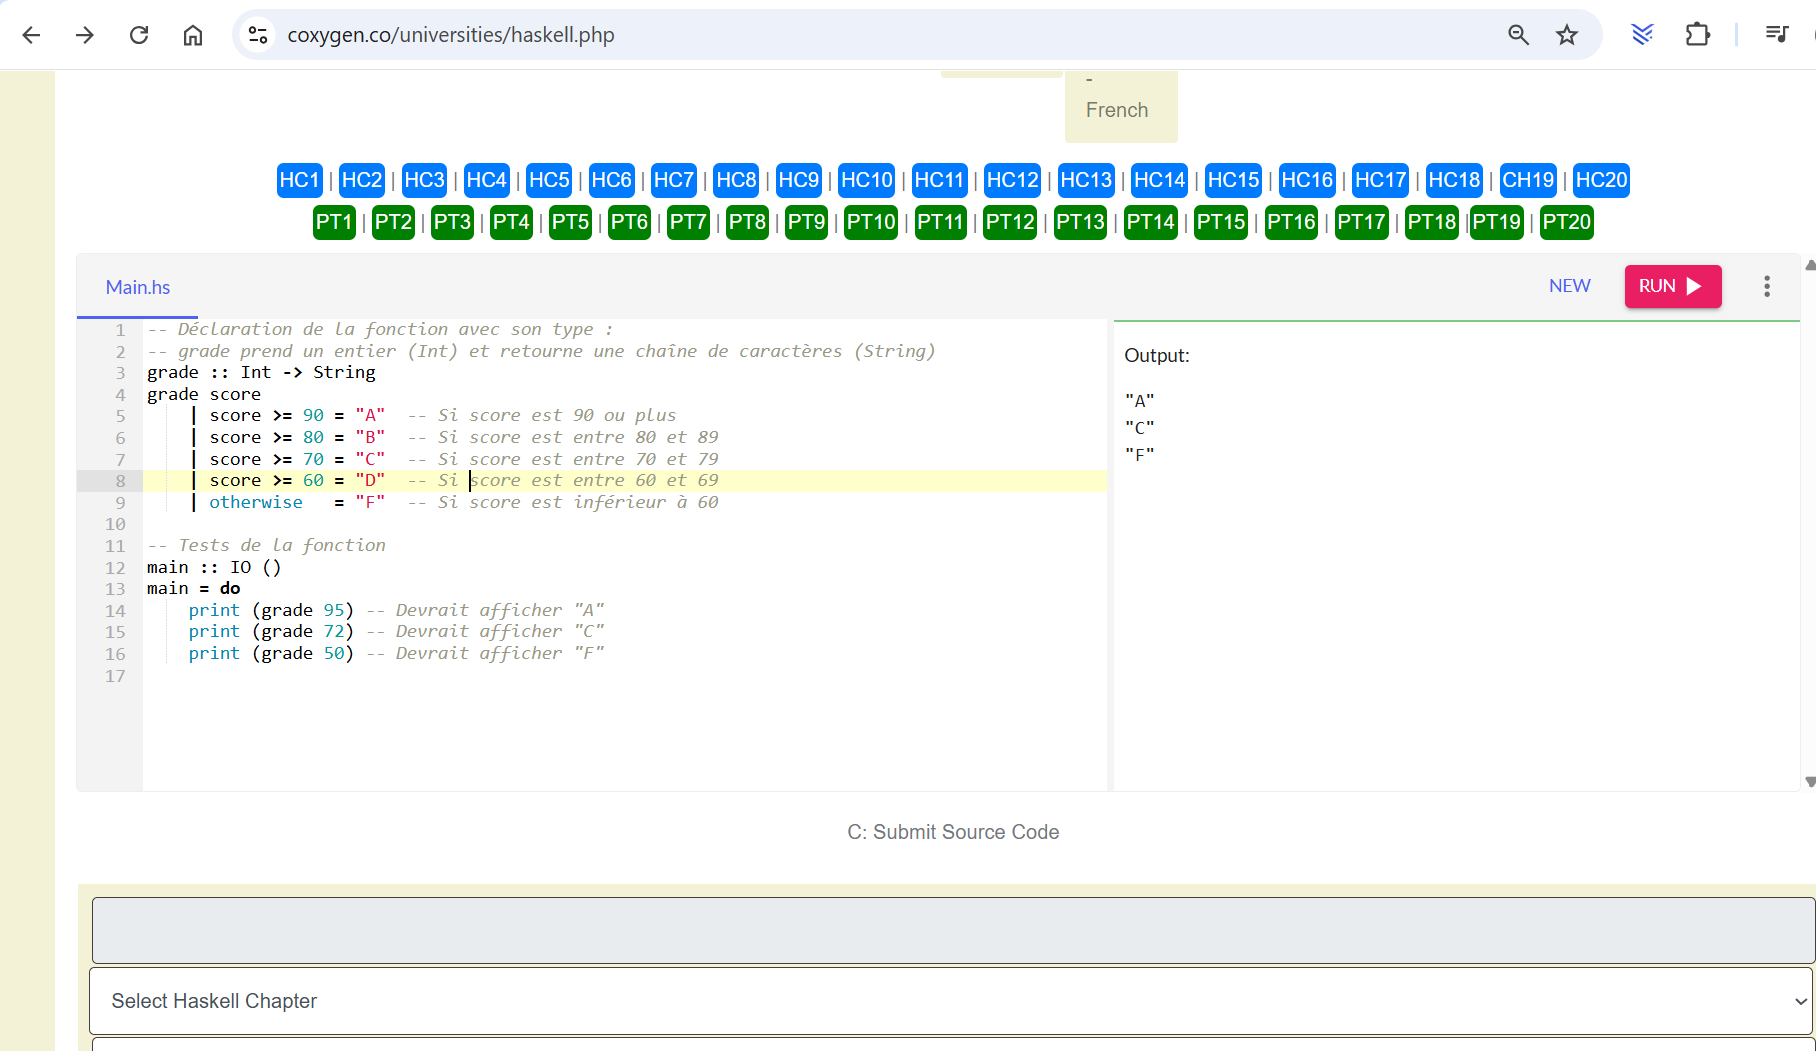 coxygen.co/universities/haskell.php
-
French
HC1 | HC2 | HC3 | HC4 | HC5 | HC6 | HC7 | HC8 | HC9 | HC10 | HC11 | HC12 | HC13 | HC14 | HC15 | HC16 | HC17 | HC18 | CH19 | HC20
PT1 | PT2 | PT3 | PT4 | PT5 | PT6 | PT7 | PT8 | PT9 | PT10 | PT11 | PT12 | PT13 | PT14 | PT15 | PT16 | PT17 | PT18 |PT19 | PT20
Main.hs
NEW
RUN
1 -- Déclaration de la fonction avec son type :
2 -- grade prend un entier (Int) et retourne une chaîne de caractères (String)
3 grade :: Int -> String
4 grade score
5     | score >= 90 = "A"  -- Si score est 90 ou plus
6     | score >= 80 = "B"  -- Si score est entre 80 et 89
7     | score >= 70 = "C"  -- Si score est entre 70 et 79
8     | score >= 60 = "D"  -- Si score est entre 60 et 69
9     | otherwise   = "F"  -- Si score est inférieur à 60
10
11 -- Tests de la fonction
12 main :: IO ()
13 main = do
14     print (grade 95) -- Devrait afficher "A"
15     print (grade 72) -- Devrait afficher "C"
16     print (grade 50) -- Devrait afficher "F"
17
Output:
"A"
"C"
"F"
C: Submit Source Code
Select Haskell Chapter